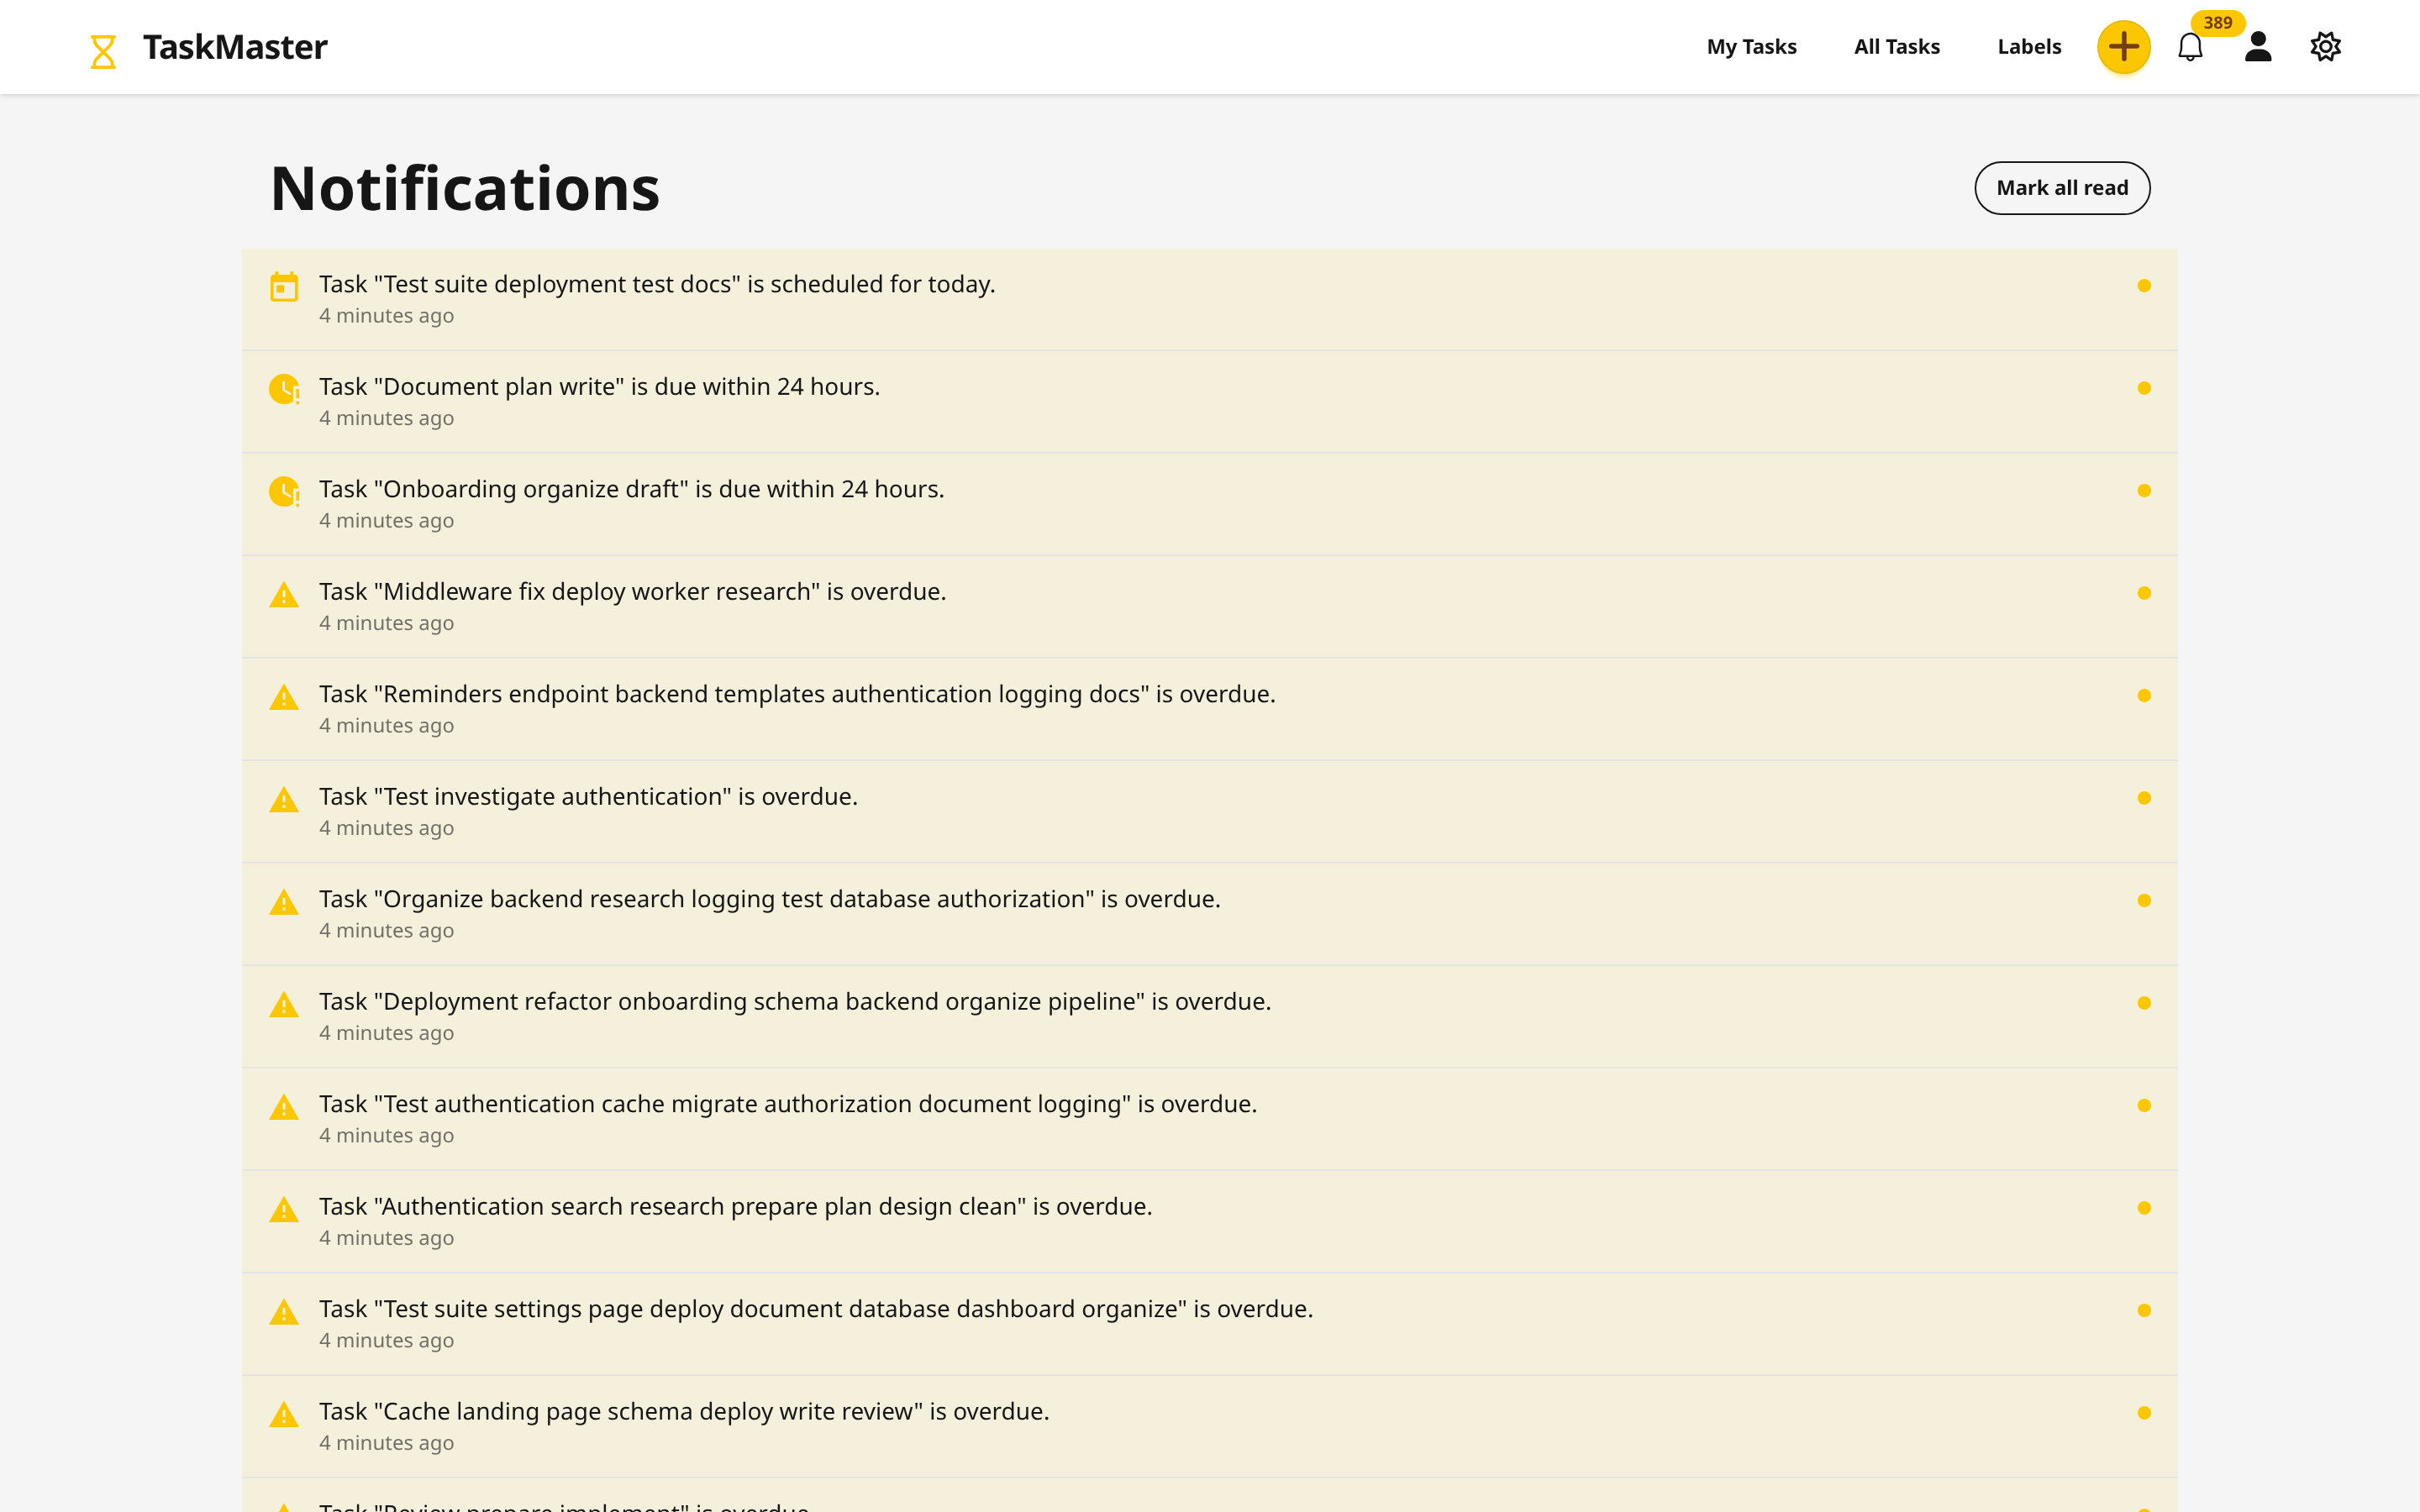 TaskMaster
My Tasks
All Tasks
Labels
389
Notifications
Mark all read
Task "Test suite deployment test docs" is scheduled for today.
4 minutes ago
Task "Document plan write" is due within 24 hours.
4 minutes ago
Task "Onboarding organize draft" is due within 24 hours.
4 minutes ago
Task "Middleware fix deploy worker research" is overdue.
4 minutes ago
Task "Reminders endpoint backend templates authentication logging docs" is overdue.
4 minutes ago
Task "Test investigate authentication" is overdue.
4 minutes ago
Task "Organize backend research logging test database authorization" is overdue.
4 minutes ago
Task "Deployment refactor onboarding schema backend organize pipeline" is overdue.
4 minutes ago
Task "Test authentication cache migrate authorization document logging" is overdue.
4 minutes ago
Task "Authentication search research prepare plan design clean" is overdue.
4 minutes ago
Task "Test suite settings page deploy document database dashboard organize" is overdue.
4 minutes ago
Task "Cache landing page schema deploy write review" is overdue.
4 minutes ago
Task "Review prepare implement" is overdue.